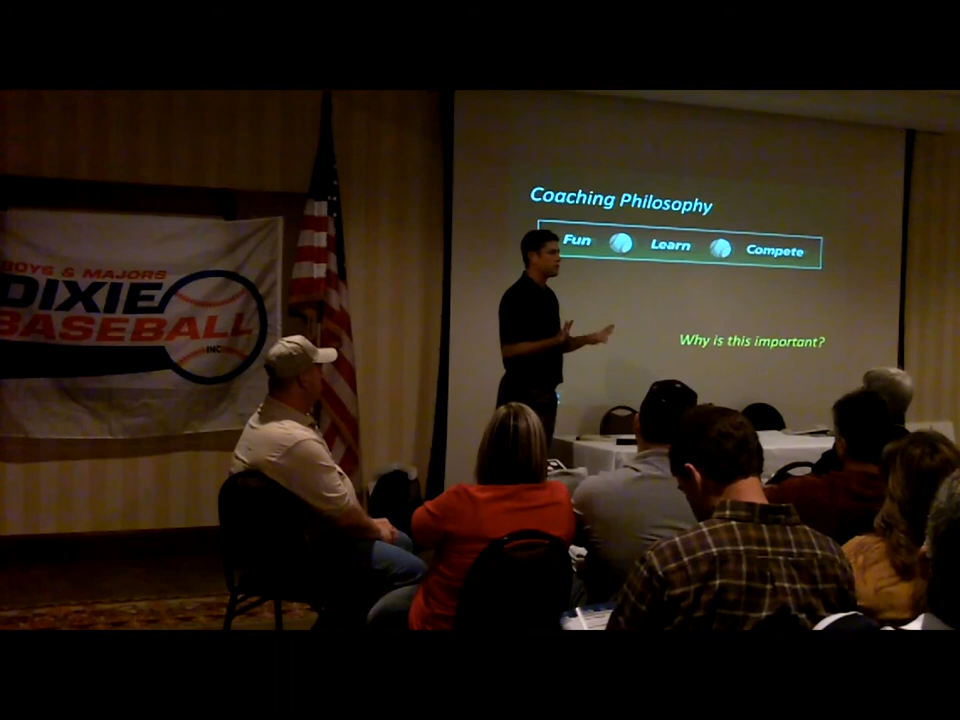 BOYS & MAJORS
DIXIE
BASEBALL
INC
Coaching Philosophy
Fun Learn Compete
Why is this important?